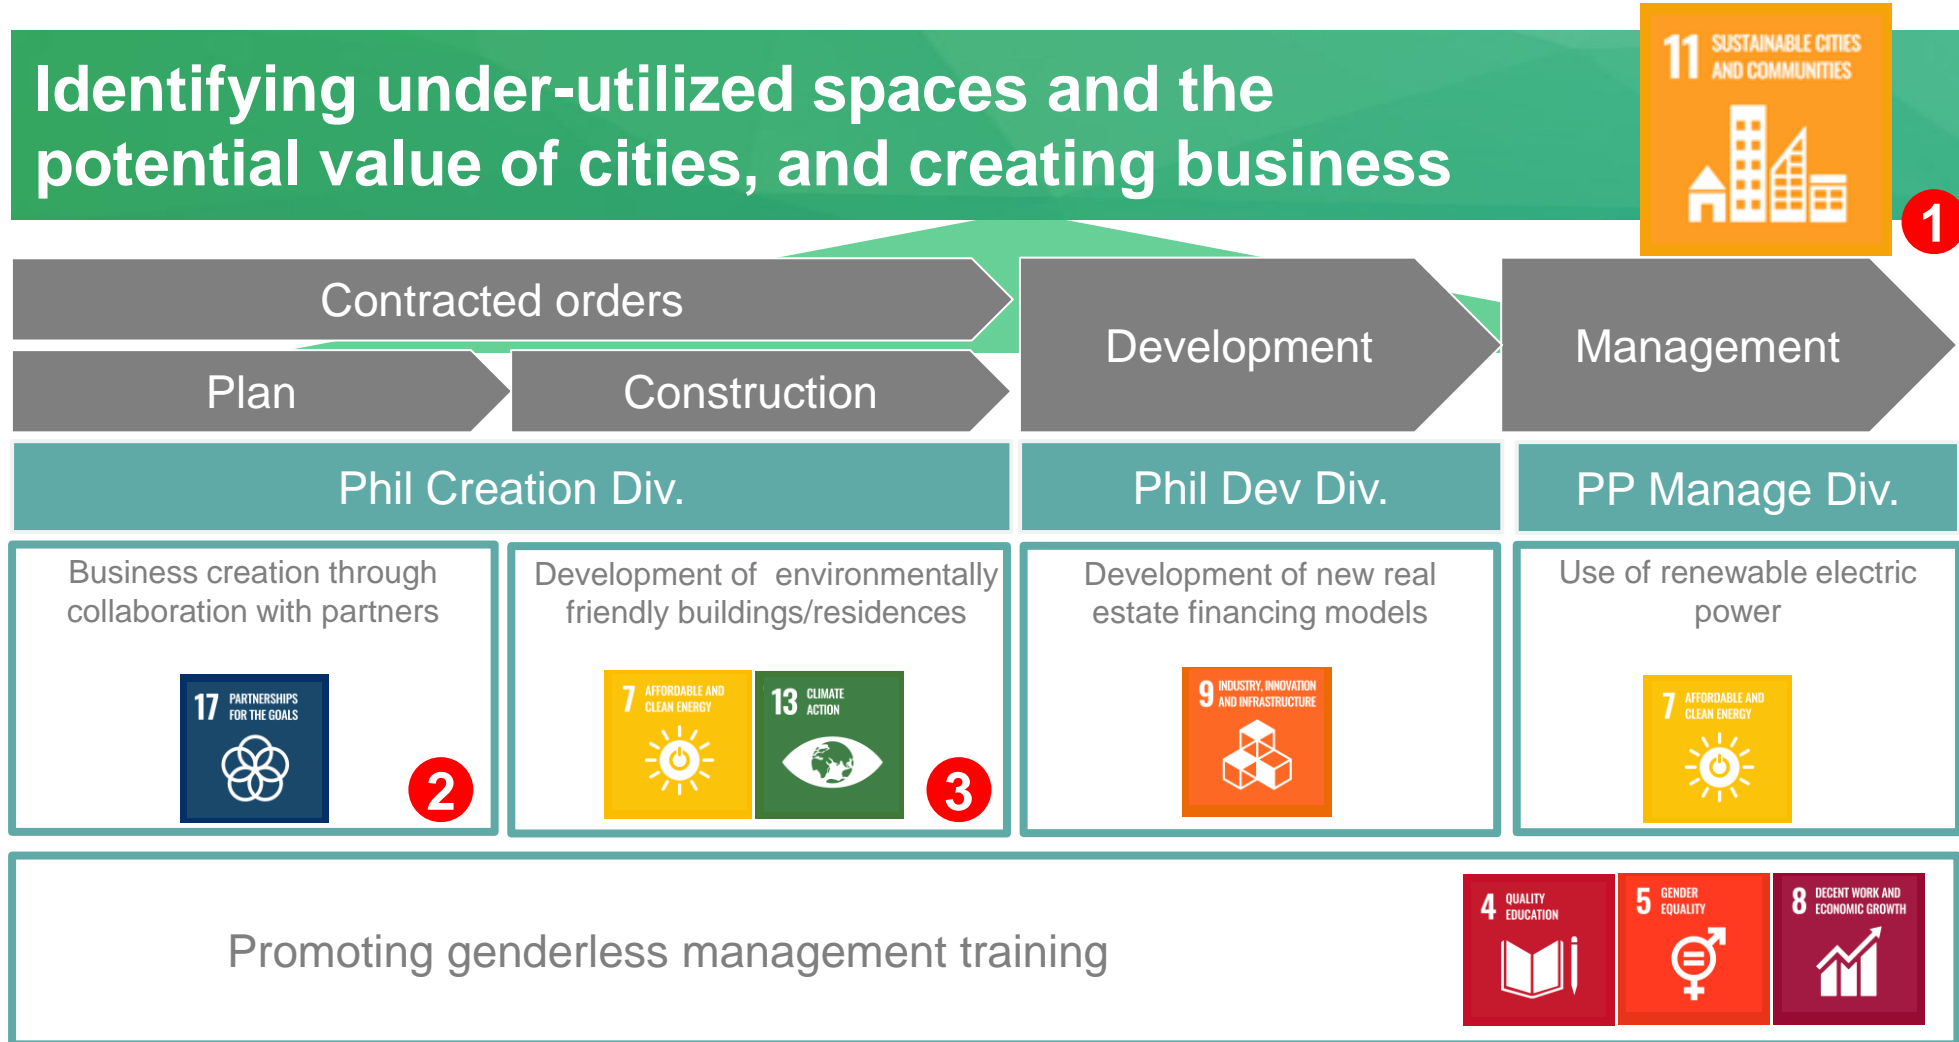 Identifying under-utilized spaces and the
potential value of cities, and creating business
11 SUSTAINABLE CITIES
AND COMMUNITIES
1
Contracted orders
Plan
Construction
Development
Management
Phil Creation Div.
Phil Dev Div.
PP Manage Div.
Business creation through
collaboration with partners
17 PARTNERSHIPS
FOR THE GOALS
2
Development of  environmentally
friendly buildings/residences
7 AFFORDABLE AND
CLEAN ENERGY
13 CLIMATE
ACTION
3
Development of new real
estate financing models
9 INDUSTRY, INNOVATION
AND INFRASTRUCTURE
Use of renewable electric
power
7 AFFORDABLE AND
CLEAN ENERGY
Promoting genderless management training
4 QUALITY
EDUCATION
5 GENDER
EQUALITY
8 DECENT WORK AND
ECONOMIC GROWTH